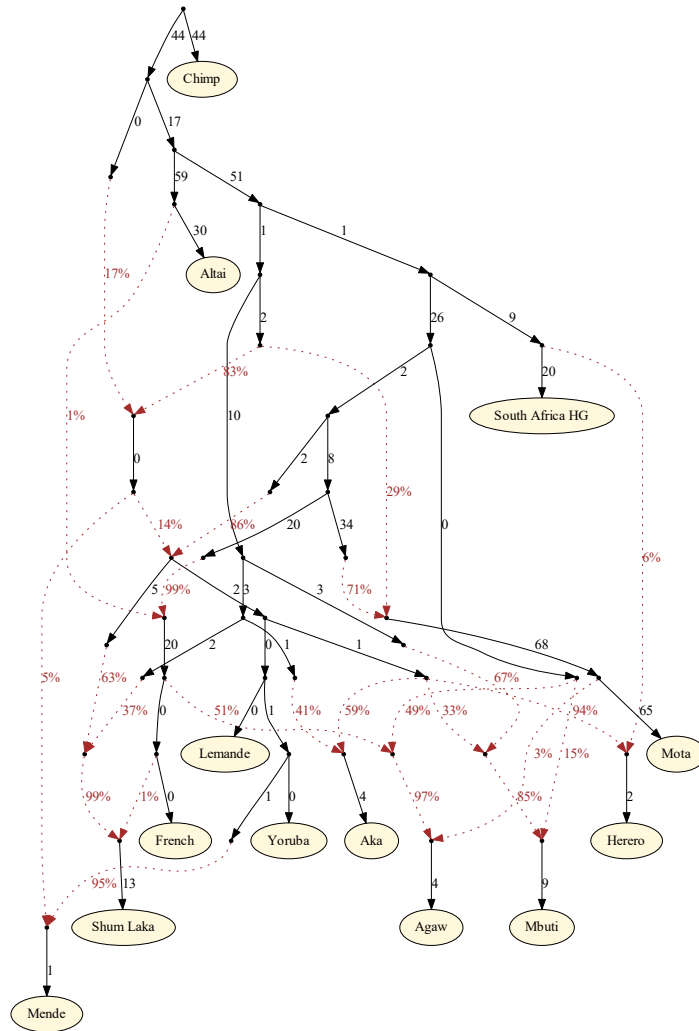 44 44
Chimp
0 17
59 51
30 1 1
Altai
17% 2 26 9
83% 2 20
South Africa HG
1% 10
0 2 8 29% 0
14% 86% 20 34 6%
5 99% 23 3 71%
20 2 0 1 1 68
5% 63% 67% 65
37% 51% 41% 59% 49% 33% 94%
0 0 1
Lemande Mota
3% 15%
99% 1% 0 1 0 4 97% 85% 2
French Yoruba Aka Herero
95% 13 4 9
Shum Laka Agaw Mbuti
1
Mende